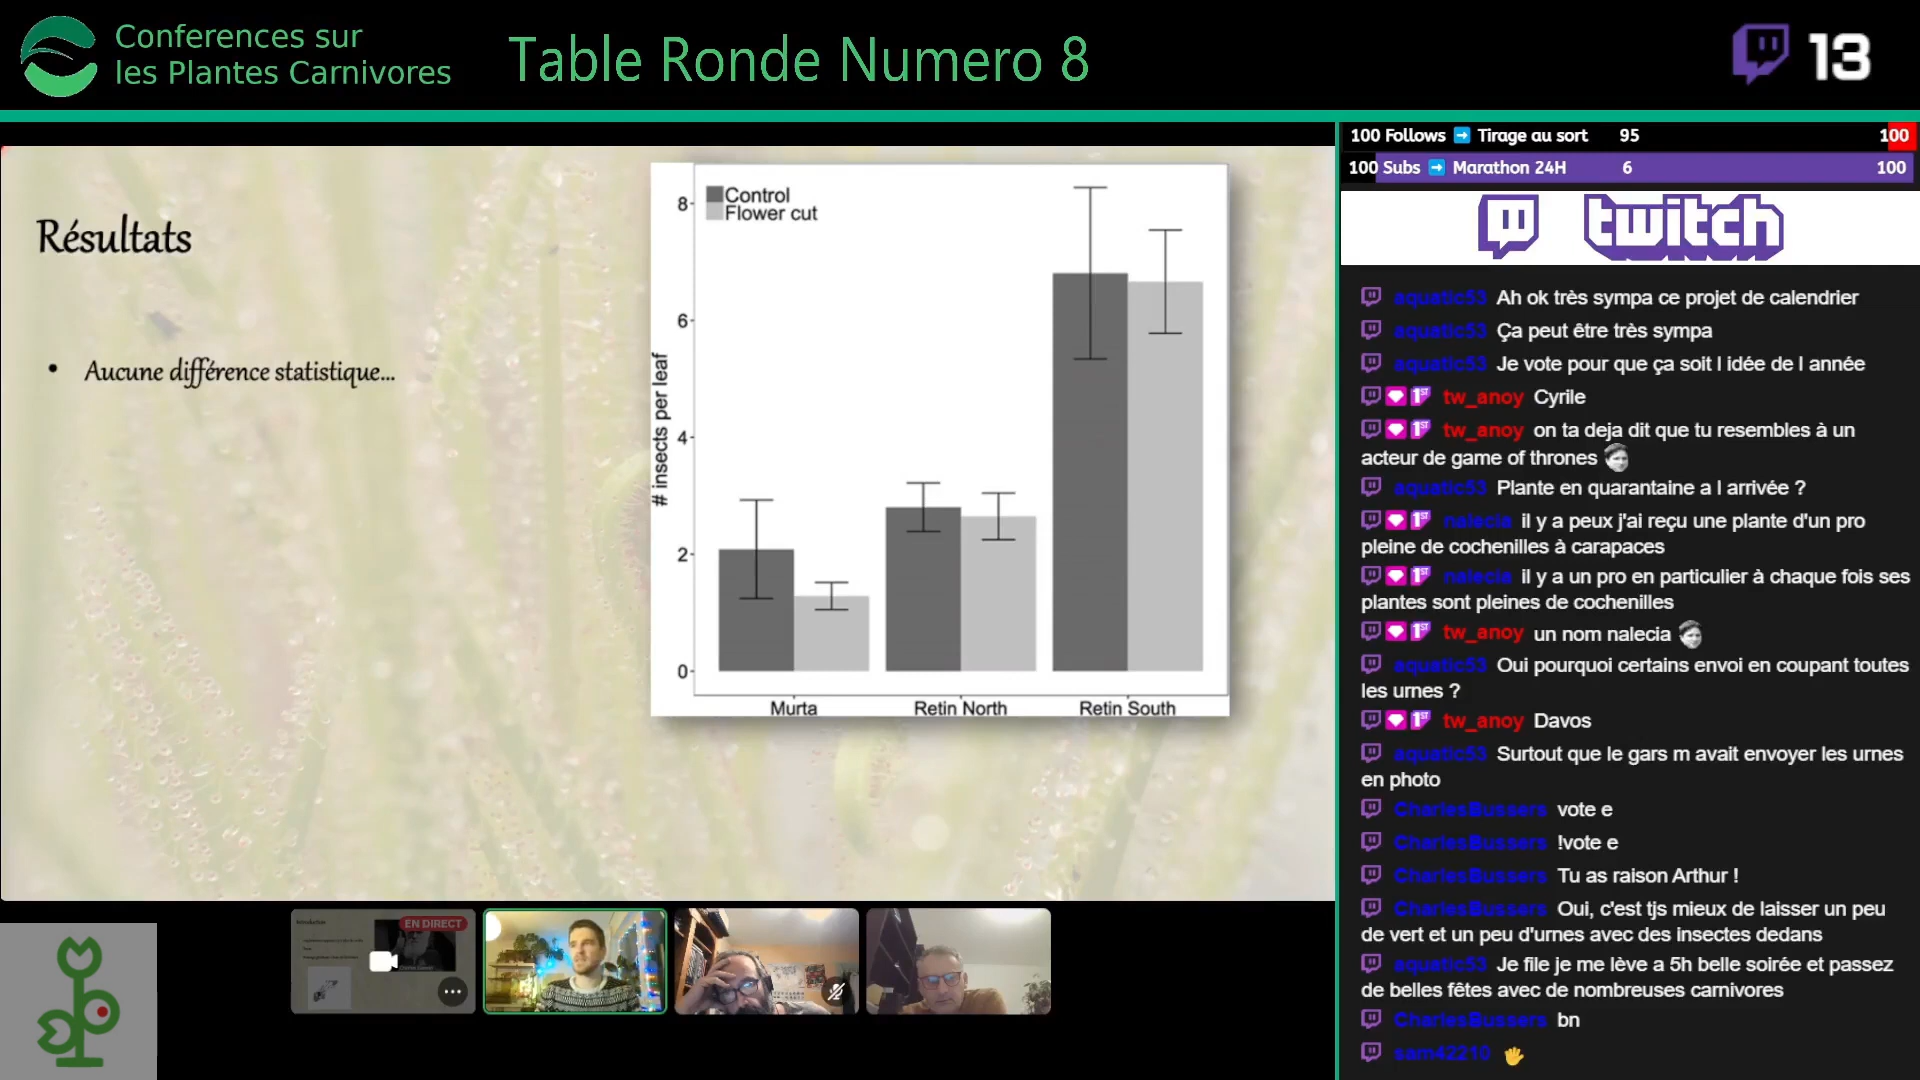 Conferences sur
les Plantes Carnivores
Table Ronde Numero 8
13
100 Follows ➡ Tirage au sort 95 100
100 Subs ➡ Marathon 24H 6 100
twitch
Résultats
• Aucune différence statistique...
Control
Flower cut
# insects per leaf
8
6
4
2
0
Murta Retin North Retin South
aquatic53 Ah ok très sympa ce projet de calendrier
aquatic53 Ça peut être très sympa
aquatic53 Je vote pour que ça soit l idée de l année
1ST tw_anoy Cyrile
1ST tw_anoy on ta deja dit que tu resembles à un
acteur de game of thrones
aquatic53 Plante en quarantaine a l arrivée ?
1ST nalecia il y a peux j'ai reçu une plante d'un pro
pleine de cochenilles à carapaces
1ST nalecia il y a un pro en particulier à chaque fois ses
plantes sont pleines de cochenilles
1ST tw_anoy un nom nalecia
aquatic53 Oui pourquoi certains envoi en coupant toutes
les urnes ?
1ST tw_anoy Davos
aquatic53 Surtout que le gars m avait envoyer les urnes
en photo
CharlesBussers vote e
CharlesBussers !vote e
CharlesBussers Tu as raison Arthur !
CharlesBussers Oui, c'est tjs mieux de laisser un peu
de vert et un peu d'urnes avec des insectes dedans
aquatic53 Je file je me lève a 5h belle soirée et passez
de belles fêtes avec de nombreuses carnivores
CharlesBussers bn
sam42210 🖐
Introduction
EN DIRECT